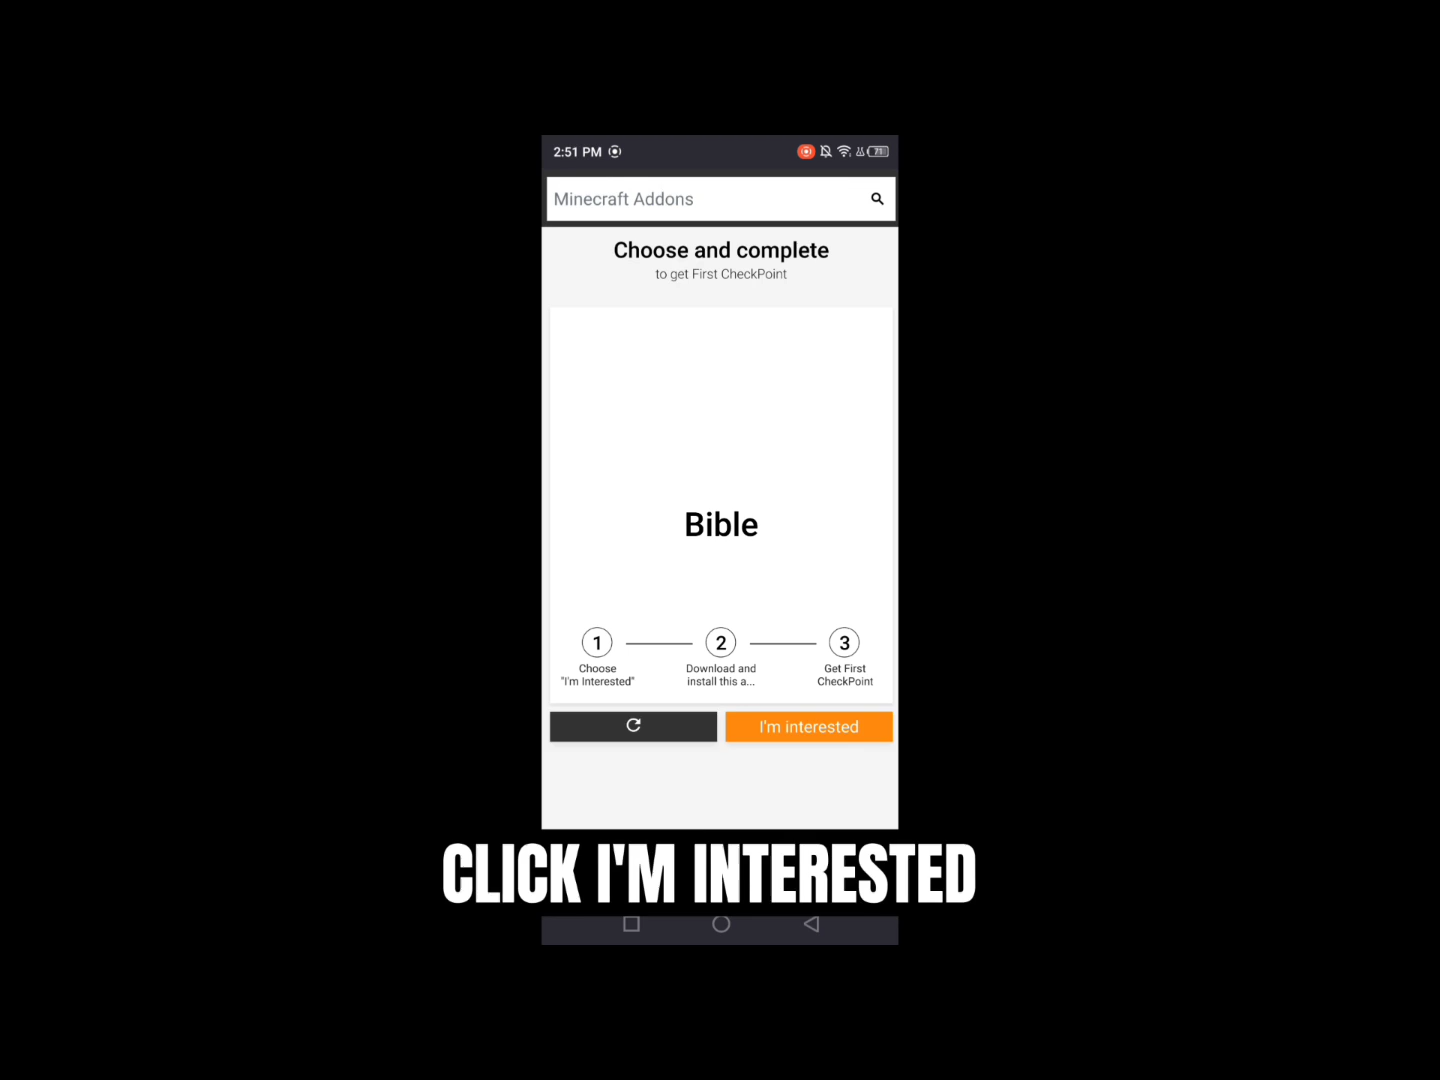 2:51 PM
71
Minecraft Addons
Choose and complete
to get First CheckPoint
Bible
1 2 3
Choose
"I'm Interested"
Download and
install this a...
Get First
CheckPoint
I'm interested
CLICK I'M INTERESTED